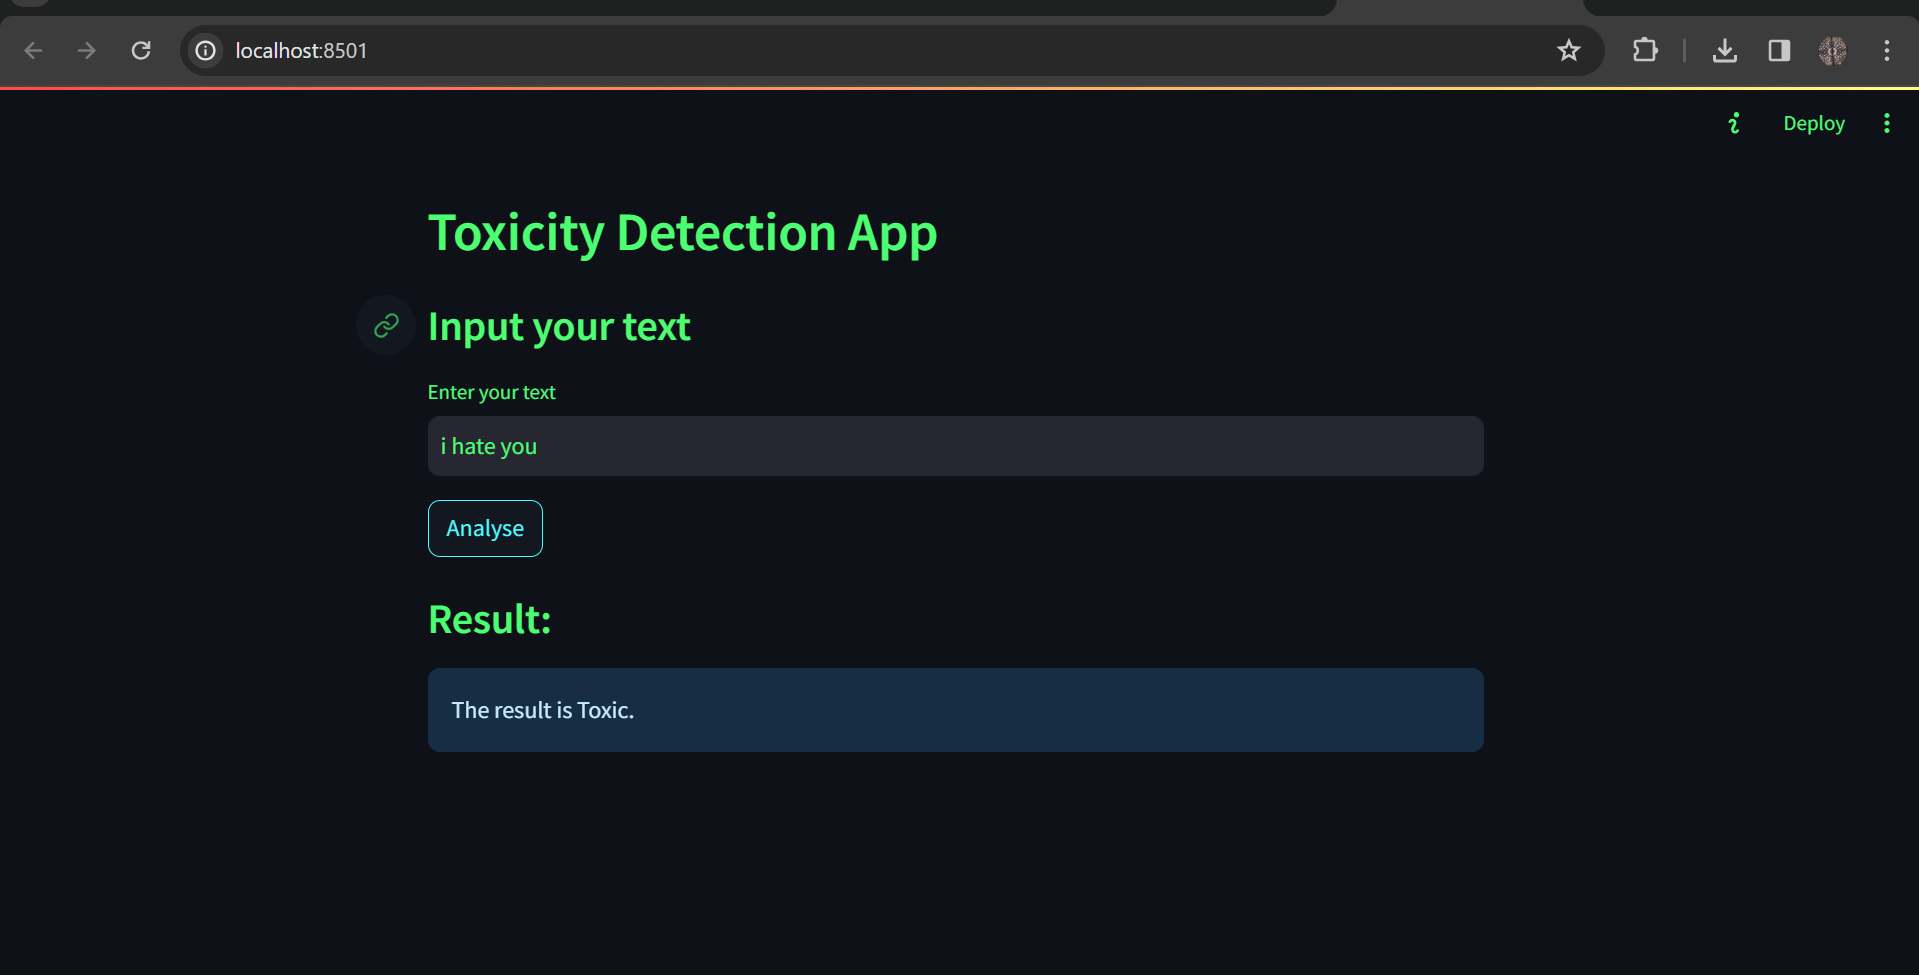 localhost:8501
Deploy
Toxicity Detection App
Input your text
Enter your text
i hate you
Analyse
Result:
The result is Toxic.